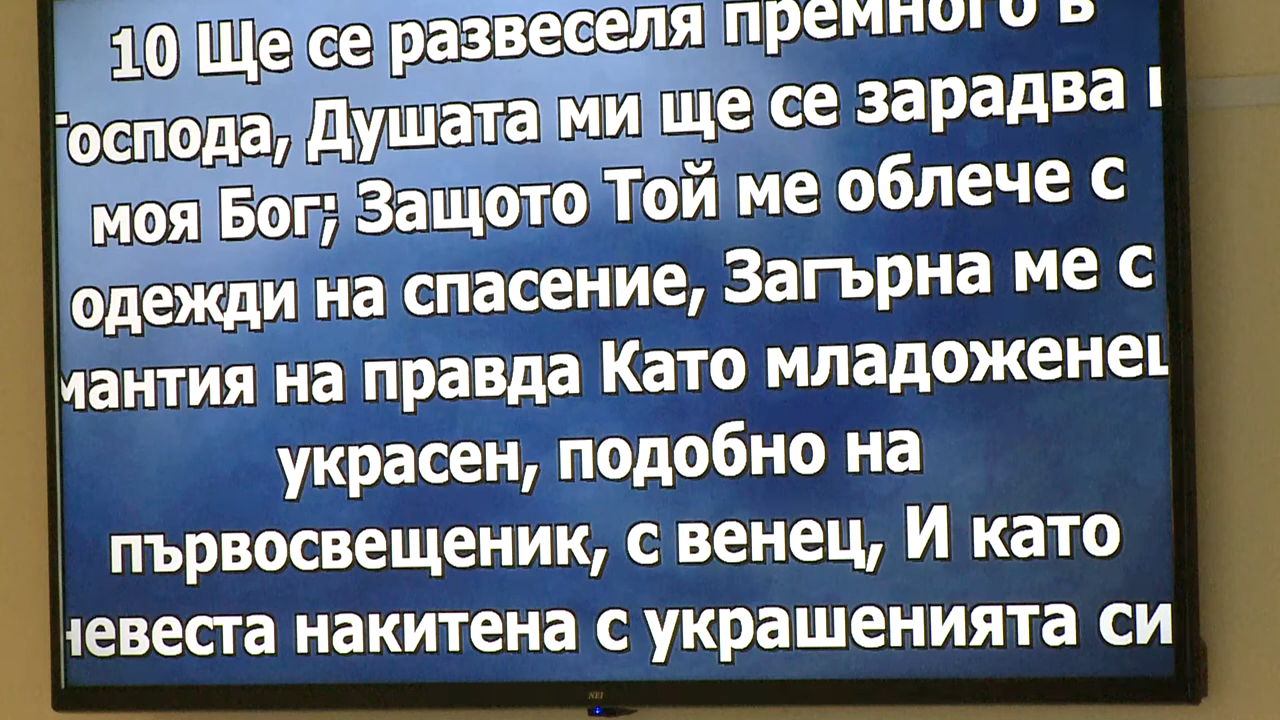 10 Ще се развеселя премного в
Господа, Душата ми ще се зарадва
моя Бог; Защото Той ме облече с
одежди на спасение, Загърна ме с
мантия на правда Като младоженец
украсен, подобно на
първосвещеник, с венец, И като
невеста накитена с украшенията си
NEI